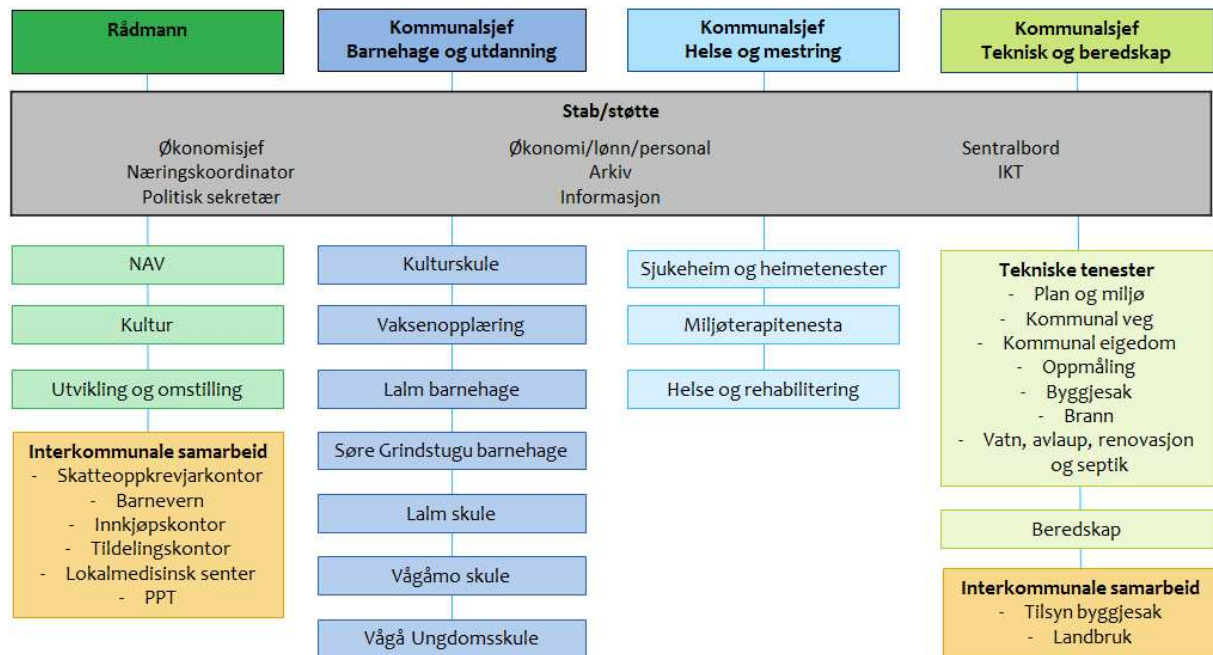 Rådmann
Kommunalsjef
Barnehage og utdanning
Kommunalsjef
Helse og mestring
Kommunalsjef
Teknisk og beredskap
Stab/støtte
Økonomisjef
Næringskoordinator
Politisk sekretær
Økonomi/lønn/personal
Arkiv
Informasjon
Sentralbord
IKT
NAV
Kultur
Utvikling og omstilling
Interkommunale samarbeid
- Skatteoppkrevjarkontor
- Barnevern
- Innkjøpskontor
- Tildelingskontor
- Lokalmedisinsk senter
- PPT
Kulturskule
Vaksenopplæring
Lalm barnehage
Søre Grindstugu barnehage
Lalm skule
Vågåmo skule
Vågå Ungdomsskule
Sjukeheim og heimetenester
Miljøterapitenesta
Helse og rehabilitering
Tekniske tenester
- Plan og miljø
- Kommunal veg
- Kommunal eigedom
- Oppmåling
- Byggjesak
- Brann
- Vatn, avlaup, renovasjon
og septik
Beredskap
Interkommunale samarbeid
- Tilsyn byggjesak
- Landbruk